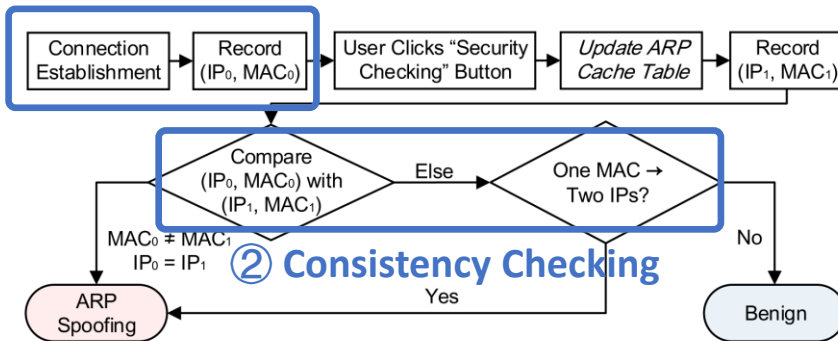 Connection
Establishment
Record
(IP₀, MAC₀)
User Clicks “Security
Checking” Button
Update ARP
Cache Table
Record
(IP₁, MAC₁)
Compare
(IP₀, MAC₀) with
(IP₁, MAC₁)
Else
One MAC →
Two IPs?
MAC₀ ≠ MAC₁
IP₀ = IP₁
② Consistency Checking
No
Yes
ARP
Spoofing
Benign